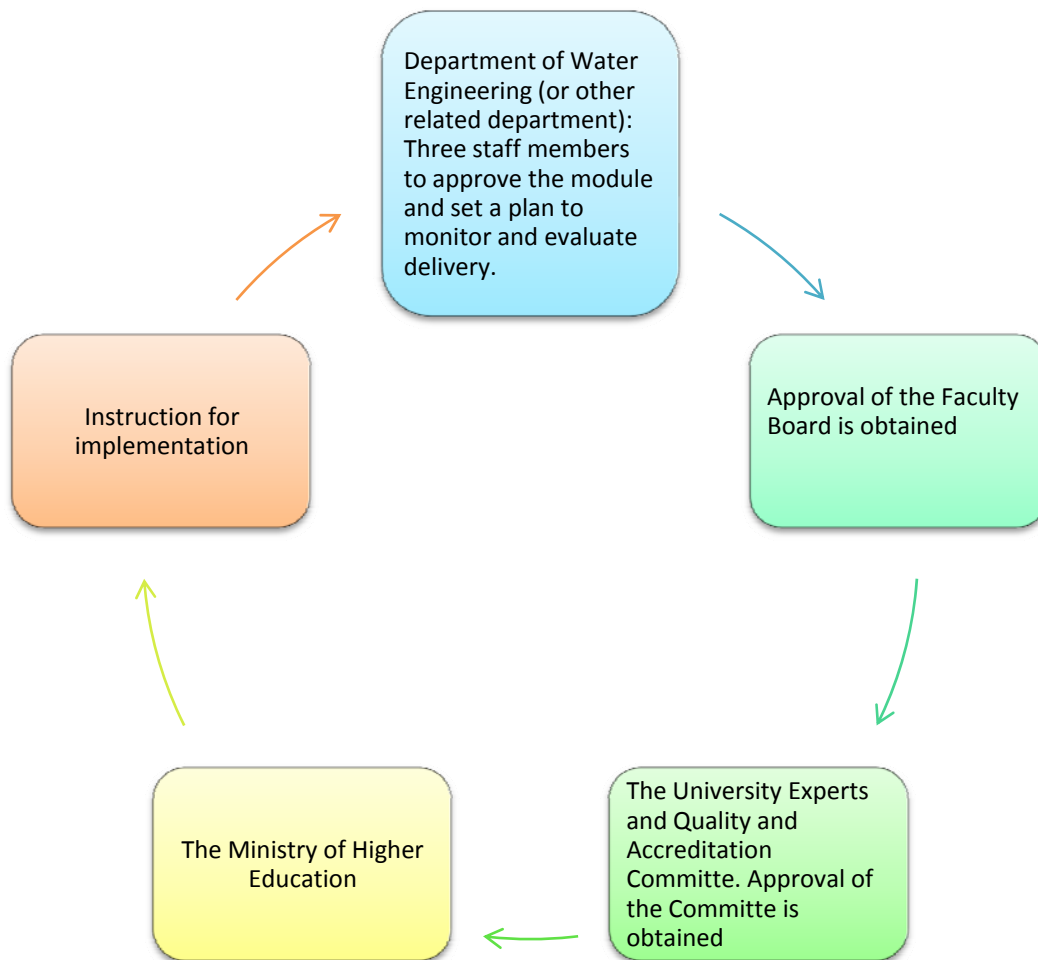 Department of Water
Engineering (or other
related department):
Three staff members
to approve the module
and set a plan to
monitor and evaluate
delivery.
Approval of the Faculty
Board is obtained
The University Experts
and Quality and
Accreditation
Committe. Approval of
the Committe is
obtained
The Ministry of Higher
Education
Instruction for
implementation